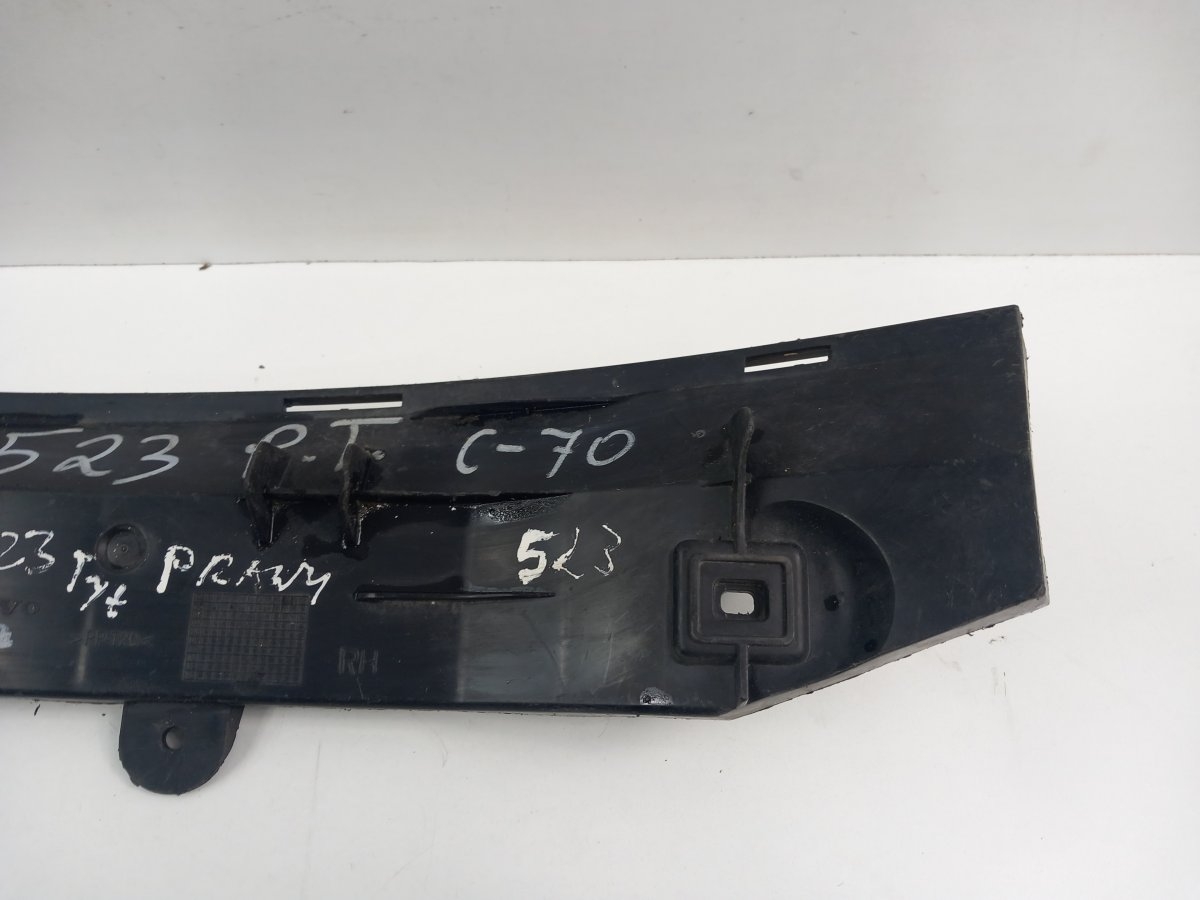 523 P.T. C-70
23 Tył PRAWY 523
RH